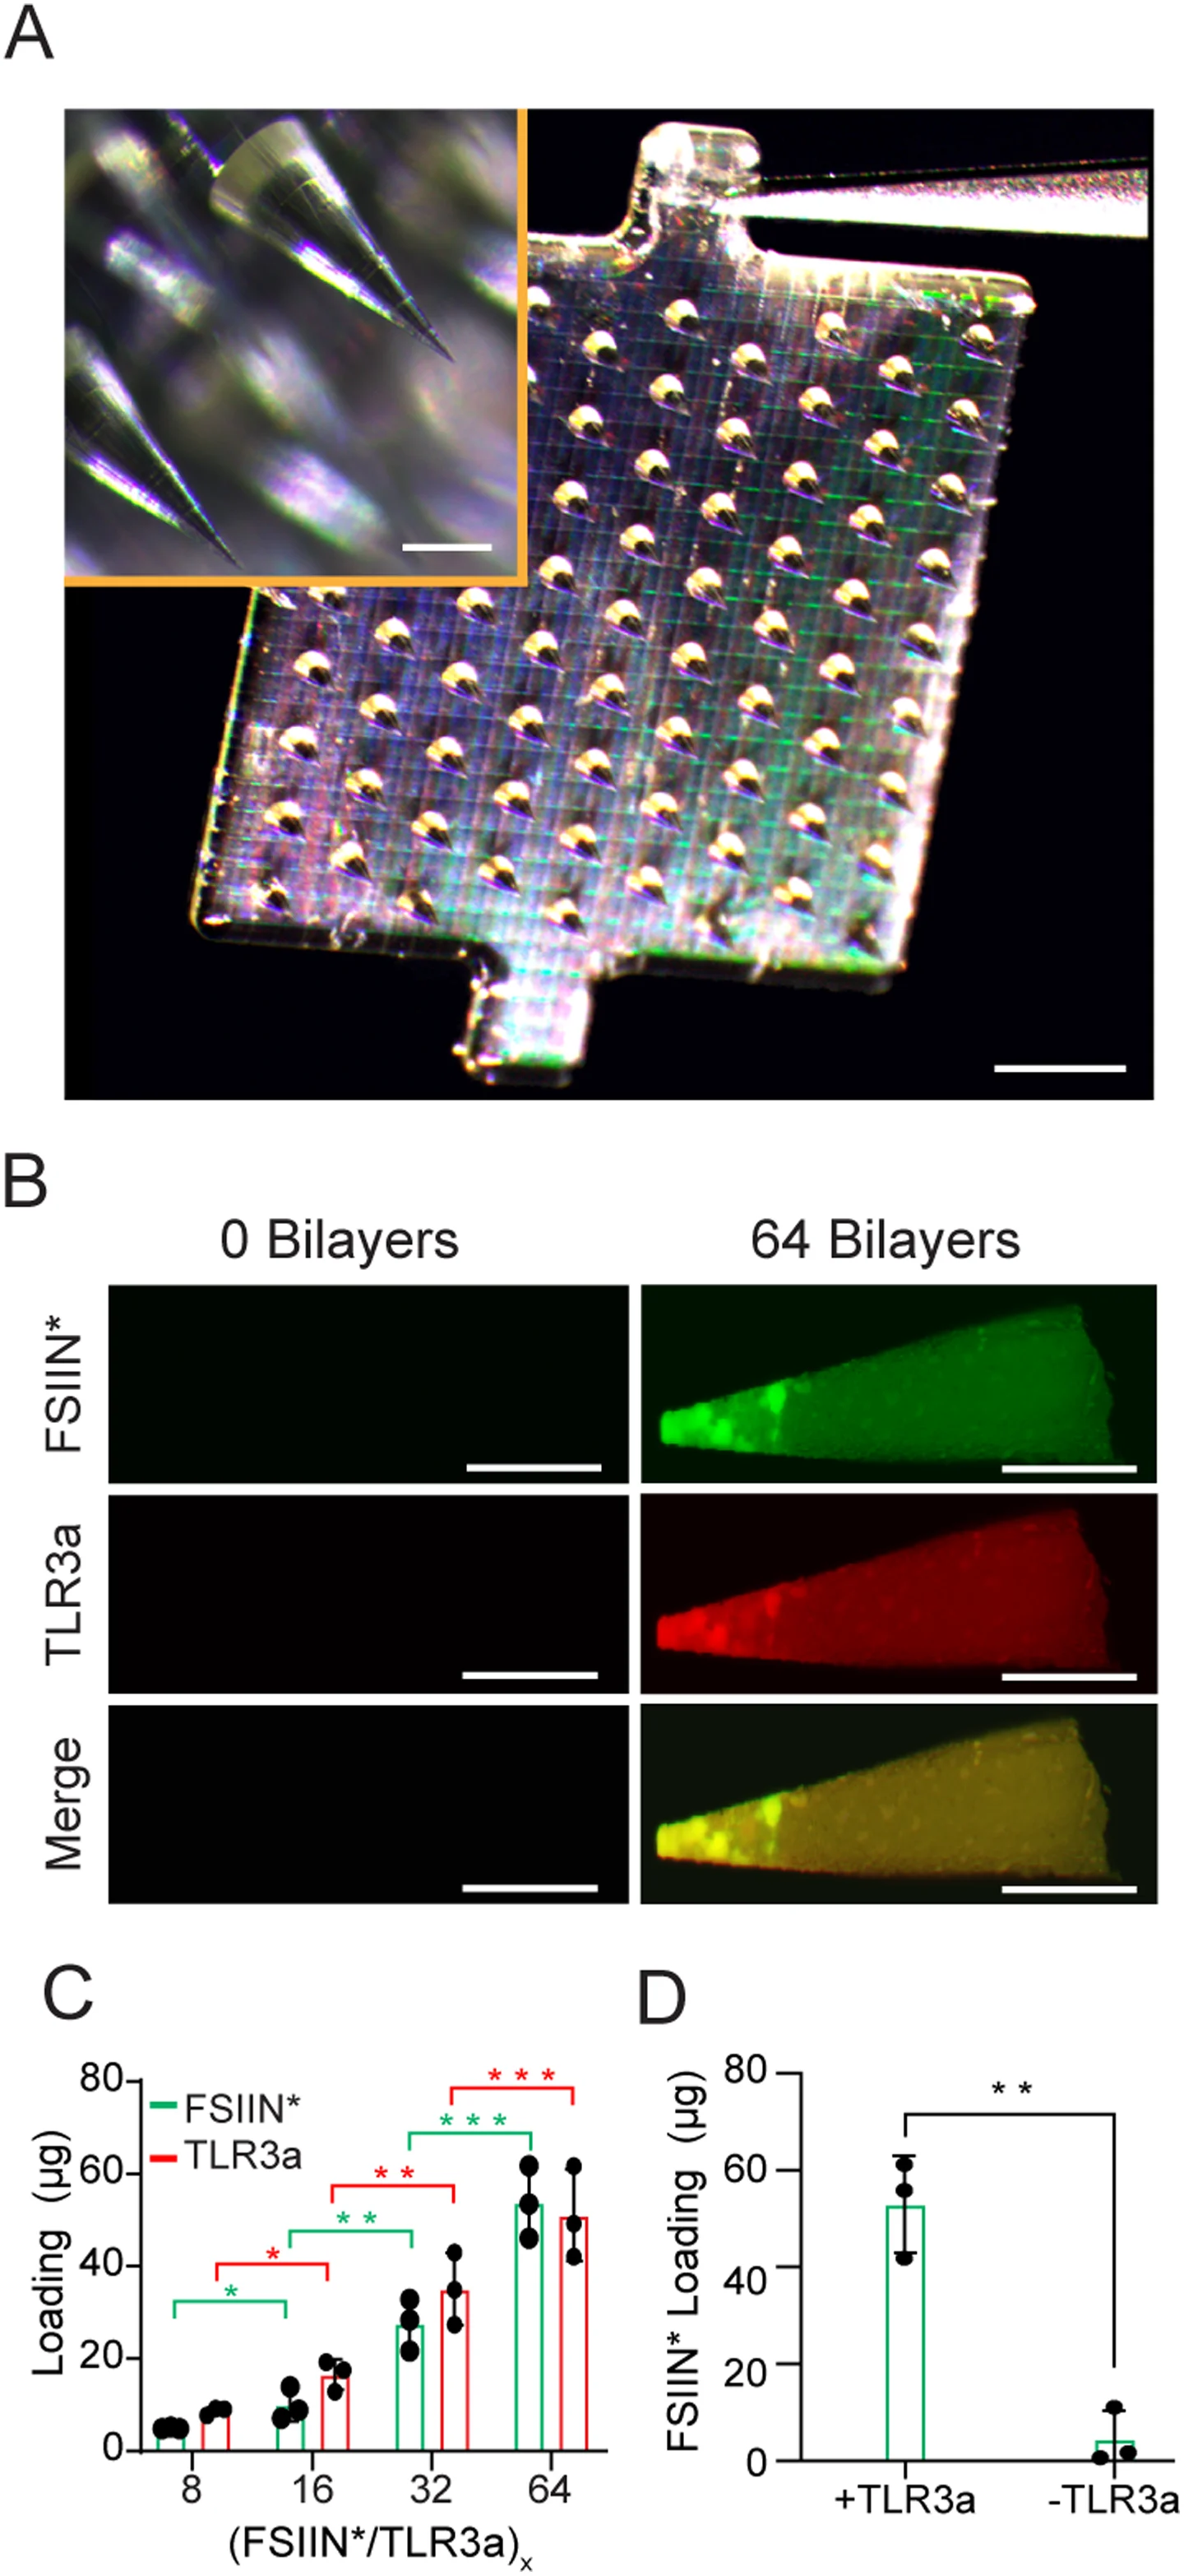 A
B
0 Bilayers 64 Bilayers
FSIIN*
TLR3a
Merge
C
D
80
60
40
20
0
Loading (μg)
FSIIN*
TLR3a
*
*
* *
* *
* * *
* * *
8 16 32 64
(FSIIN*/TLR3a)x
80
60
40
20
0
FSIIN* Loading (μg)
* *
+TLR3a -TLR3a